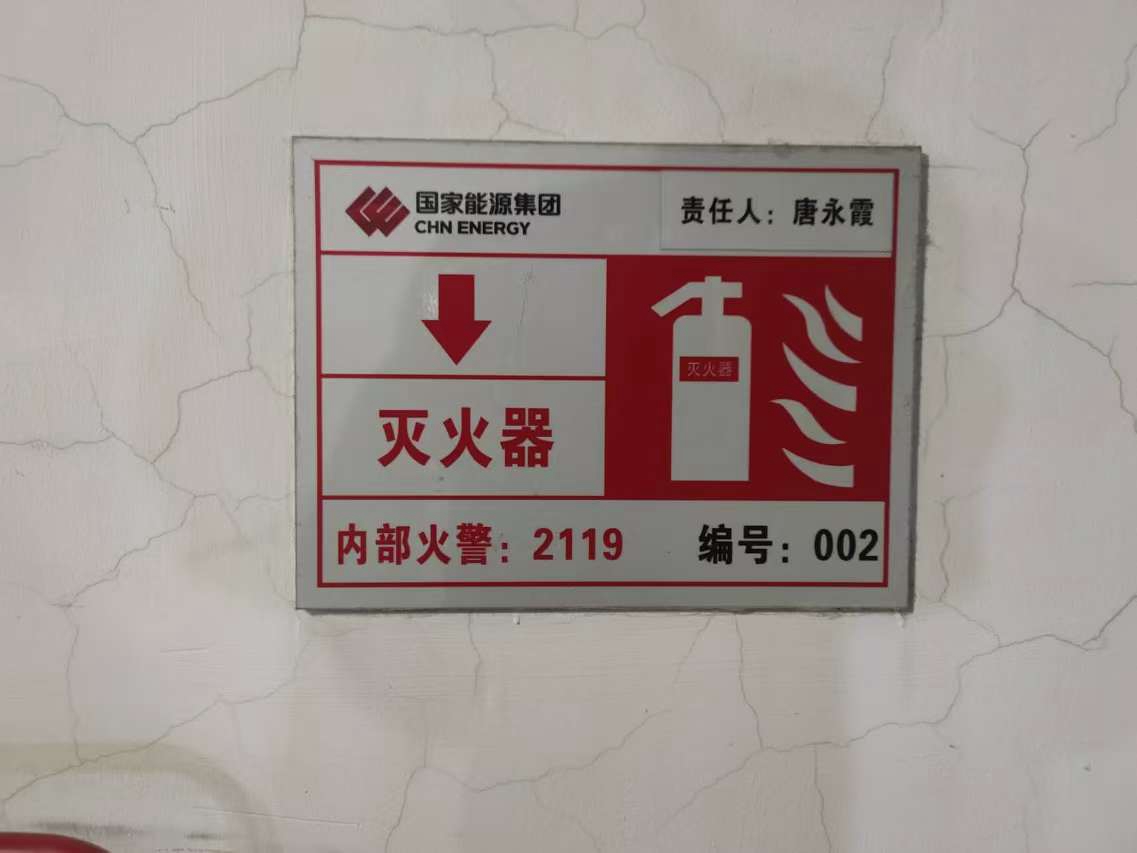 国家能源集团
CHN ENERGY
责任人：唐永霞
灭火器
灭火器
内部火警：2119
编号：002